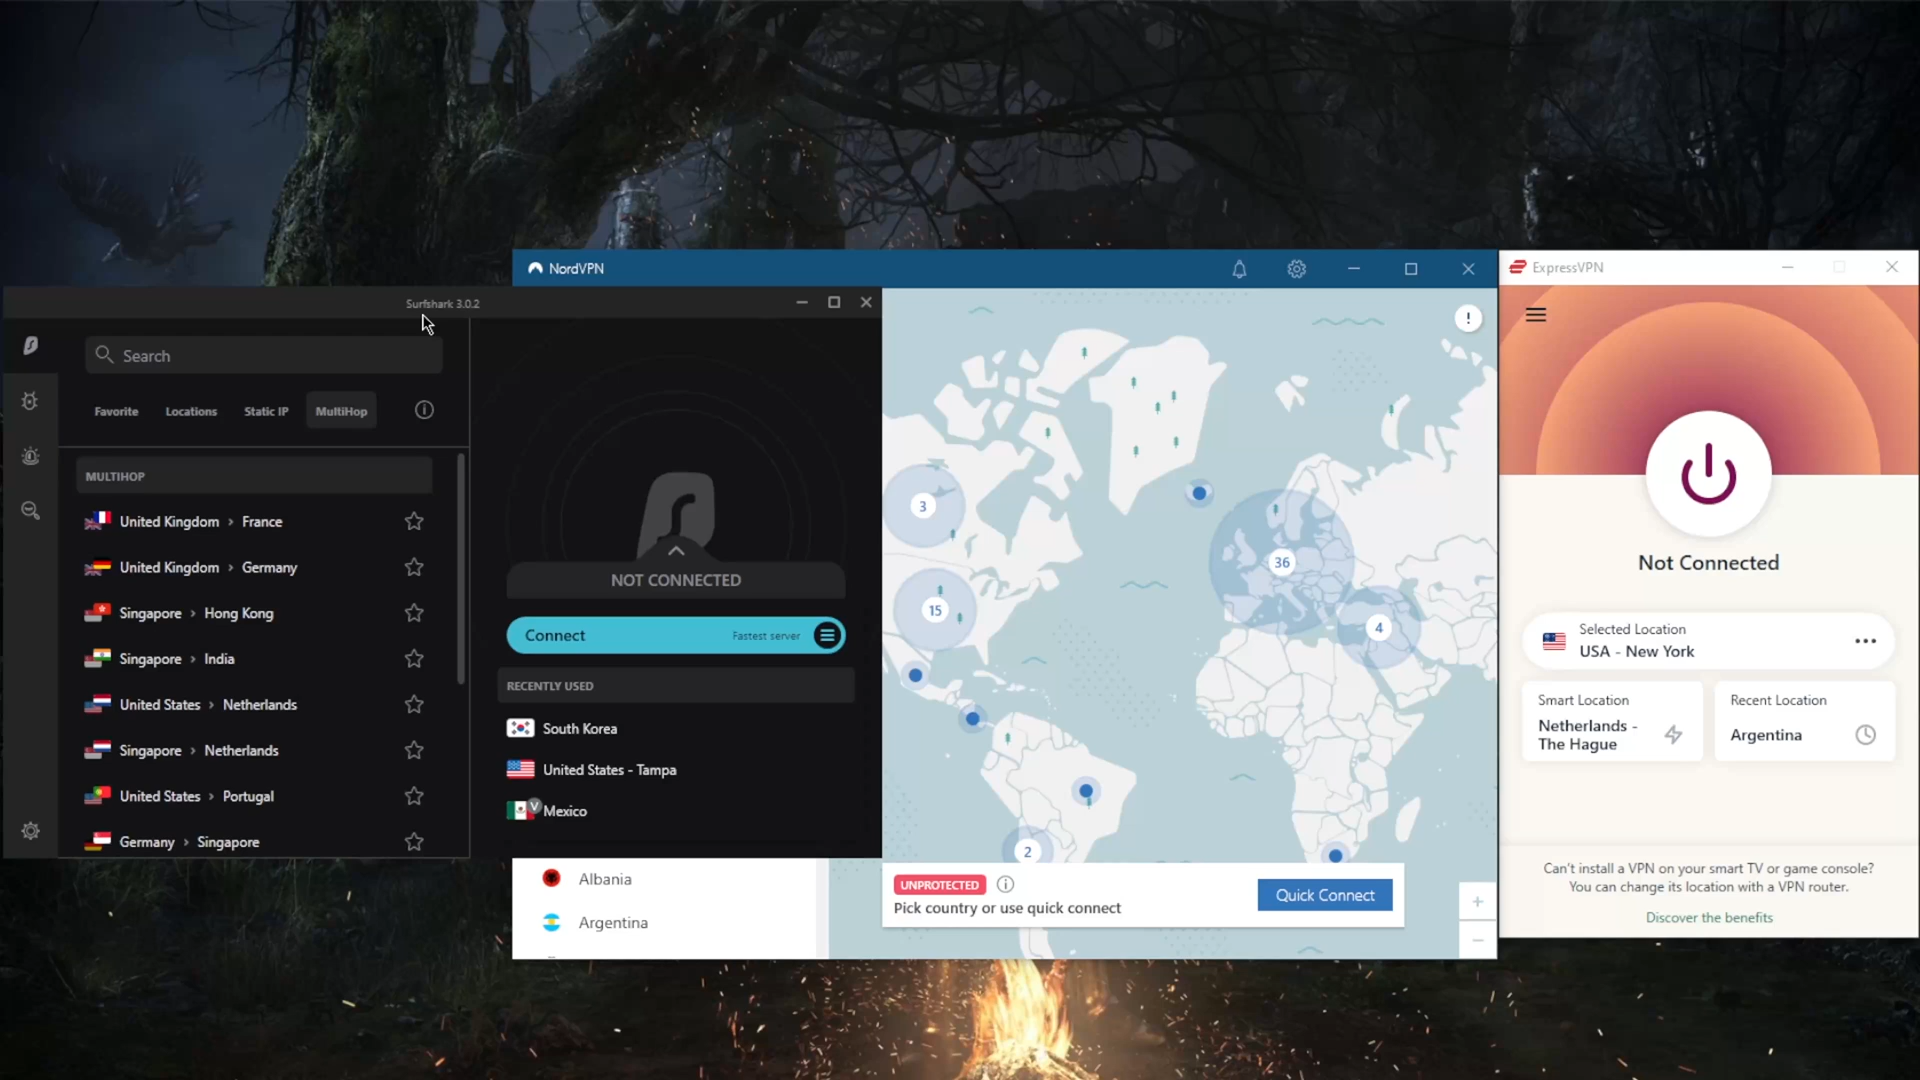 NordVPN
ExpressVPN
Surfshark 3.0.2
Search
Favorite
Locations
Static IP
MultiHop
MULTIHOP
United Kingdom > France
United Kingdom > Germany
Singapore > Hong Kong
Singapore > India
United States > Netherlands
Singapore > Netherlands
United States > Portugal
Germany > Singapore
NOT CONNECTED
Connect
Fastest server
RECENTLY USED
South Korea
United States - Tampa
V
Mexico
Albania
Argentina
!
3
15
36
4
2
UNPROTECTED
Pick country or use quick connect
Quick Connect
+
−
Not Connected
Selected Location
USA - New York
Smart Location
Netherlands -
The Hague
Recent Location
Argentina
Can't install a VPN on your smart TV or game console?
You can change its location with a VPN router.
Discover the benefits